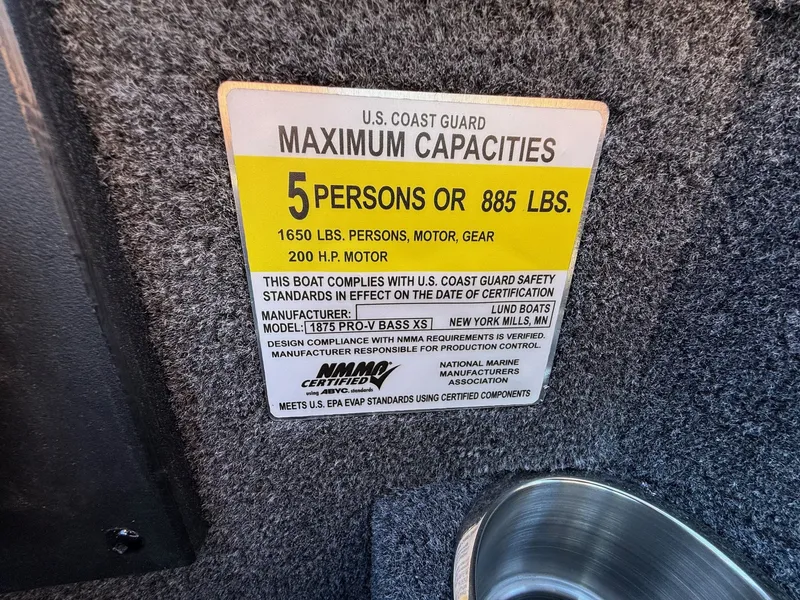 U.S. COAST GUARD
MAXIMUM CAPACITIES
5 PERSONS OR 885 LBS.
1650 LBS. PERSONS, MOTOR, GEAR
200 H.P. MOTOR
THIS BOAT COMPLIES WITH U.S. COAST GUARD SAFETY
STANDARDS IN EFFECT ON THE DATE OF CERTIFICATION
MANUFACTURER: LUND BOATS
MODEL: 1875 PRO-V BASS XS NEW YORK MILLS, MN
DESIGN COMPLIANCE WITH NMMA REQUIREMENTS IS VERIFIED.
MANUFACTURER RESPONSIBLE FOR PRODUCTION CONTROL.
NMMA
CERTIFIED
using ABYC. standards
NATIONAL MARINE
MANUFACTURERS
ASSOCIATION
MEETS U.S. EPA EVAP STANDARDS USING CERTIFIED COMPONENTS